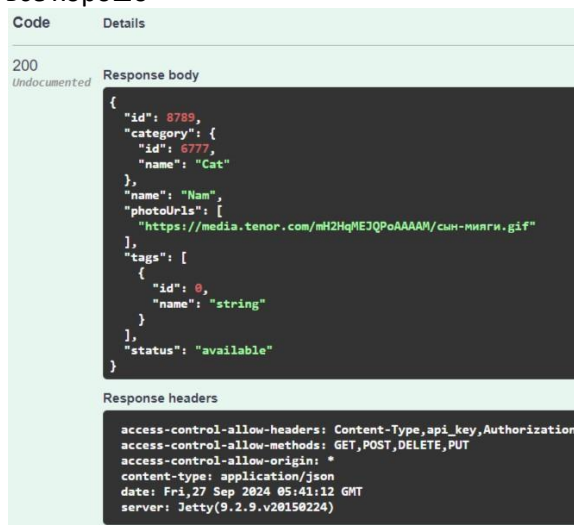 Code Details
200
Undocumented
Response body
{
  "id": 8789,
  "category": {
    "id": 6777,
    "name": "Cat"
  },
  "name": "Nam",
  "photoUrls": [
    "https://media.tenor.com/mH2HqMEJQPoAAAAM/сын-мияги.gif"
  ],
  "tags": [
    {
      "id": 0,
      "name": "string"
    }
  ],
  "status": "available"
}
Response headers
access-control-allow-headers: Content-Type,api_key,Authorization
access-control-allow-methods: GET,POST,DELETE,PUT
access-control-allow-origin: *
content-type: application/json
date: Fri,27 Sep 2024 05:41:12 GMT
server: Jetty(9.2.9.v20150224)